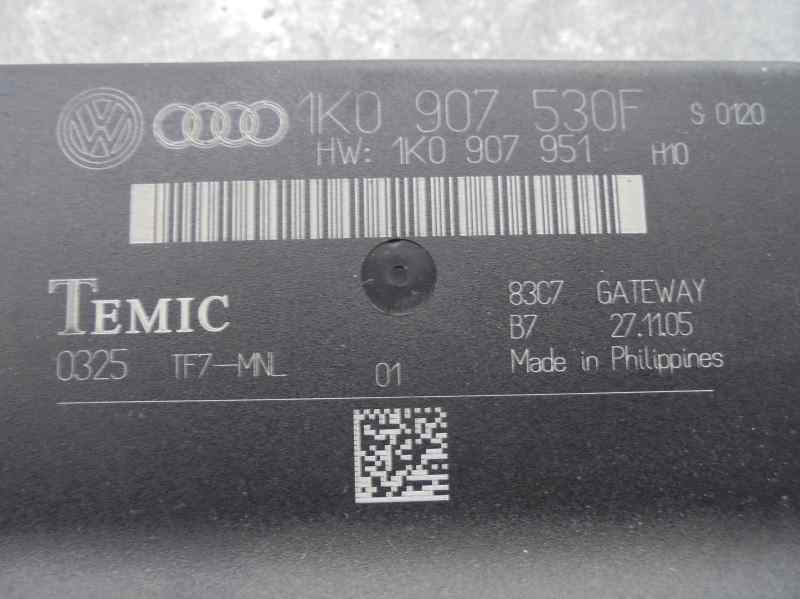 VW 1K0 907 530F S 0120
HW: 1K0 907 951 H10
TEMIC 83C7 GATEWAY
B7 27.11.05
0325 TF7-MNL 01 Made in Philippines